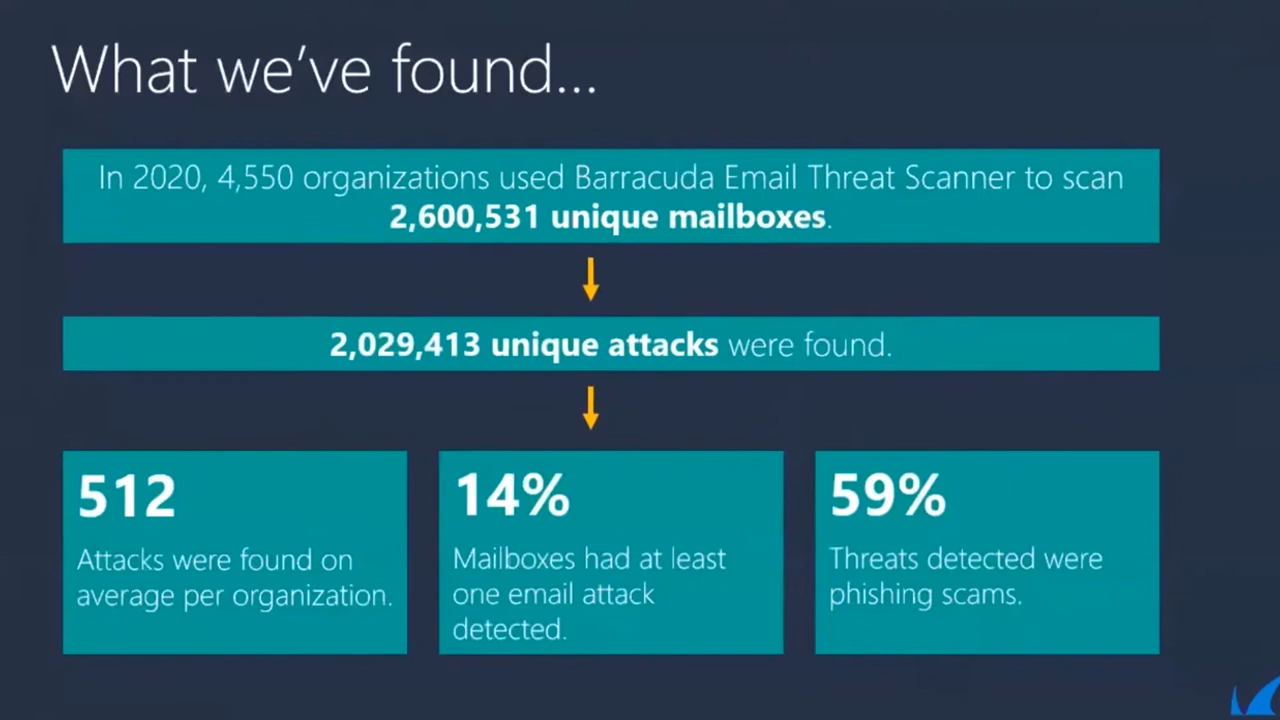 What we've found...
In 2020, 4,550 organizations used Barracuda Email Threat Scanner to scan
2,600,531 unique mailboxes.
2,029,413 unique attacks were found.
512
Attacks were found on
average per organization.
14%
Mailboxes had at least
one email attack
detected.
59%
Threats detected were
phishing scams.